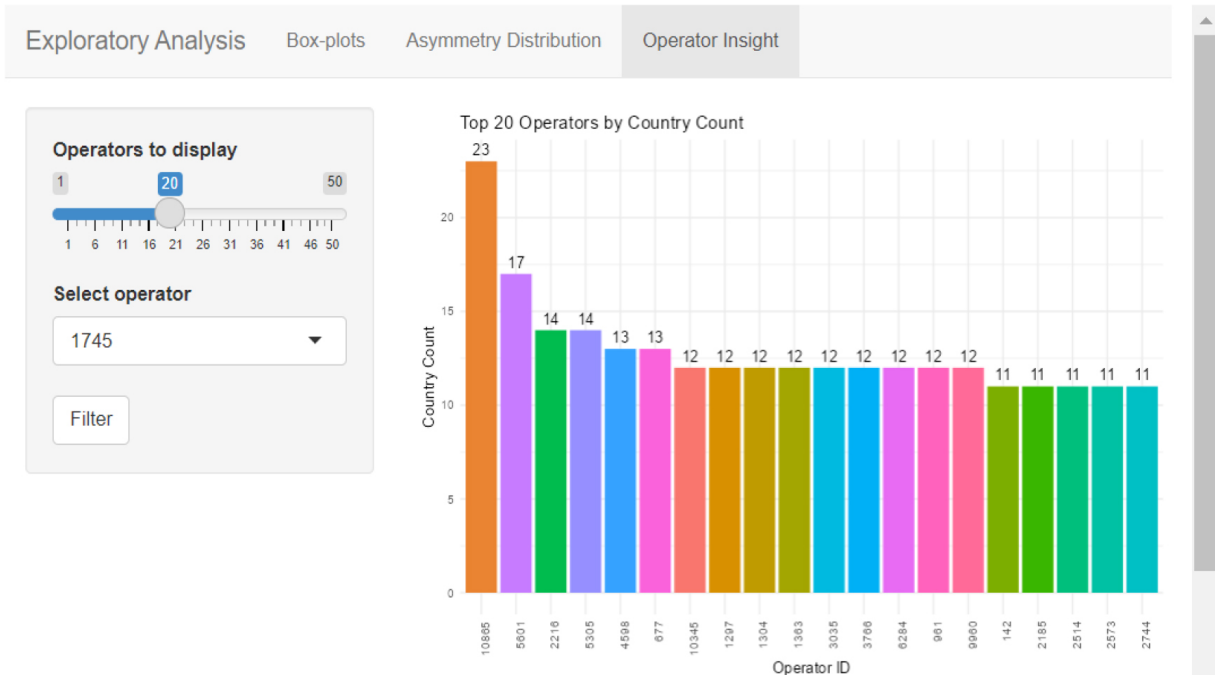 Exploratory Analysis Box-plots Asymmetry Distribution Operator Insight
Operators to display
1 20 50
1 6 11 16 21 26 31 36 41 46 50
Select operator
1745
Filter
Top 20 Operators by Country Count
23
17
14 14
13 13
12 12 12 12 12 12 12 12 12
11 11 11 11 11
20
15
10
5
0
Country Count
10865 5601 2216 5305 4598 677 10345 1297 1304 1363 3035 3766 6284 961 9960 142 2185 2514 2573 2744
Operator ID